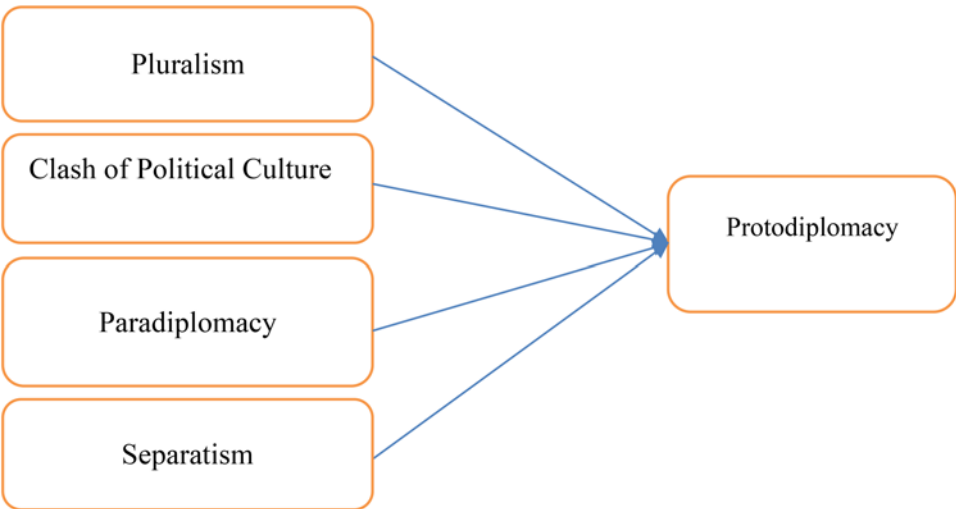 Pluralism
Clash of Political Culture
Protodiplomacy
Paradiplomacy
Separatism